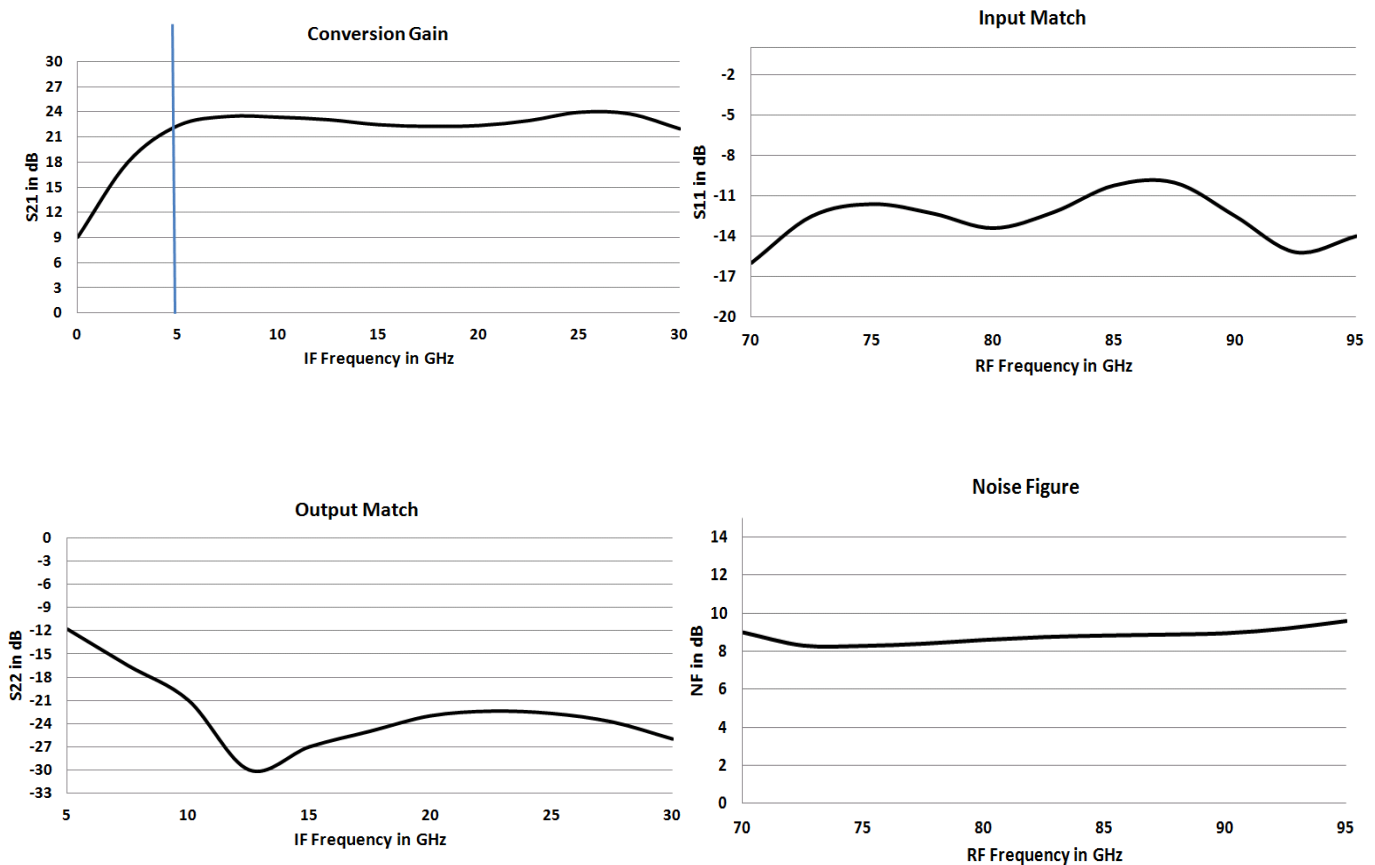 Conversion Gain
30
27
24
21
18
15
12
9
6
3
0
S21 in dB
0 5 10 15 20 25 30
IF Frequency in GHz
Input Match
-2
-5
-8
-11
-14
-17
-20
S11 in dB
70 75 80 85 90 95
RF Frequency in GHz
Output Match
0
-3
-6
-9
-12
-15
-18
-21
-24
-27
-30
-33
S22 in dB
5 10 15 20 25 30
IF Frequency in GHz
Noise Figure
14
12
10
8
6
4
2
0
NF in dB
70 75 80 85 90 95
RF Frequency in GHz